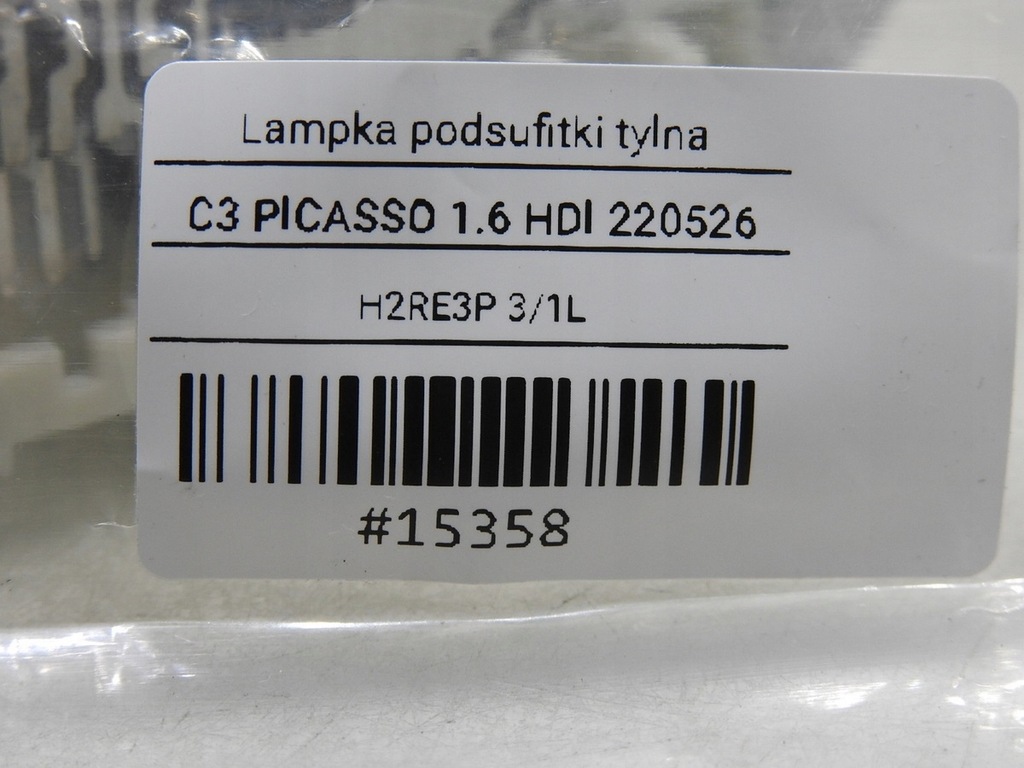 Lampka podsufitki tylna
C3 PICASSO 1.6 HDI 220526
H2RE3P 3/1L
#15358